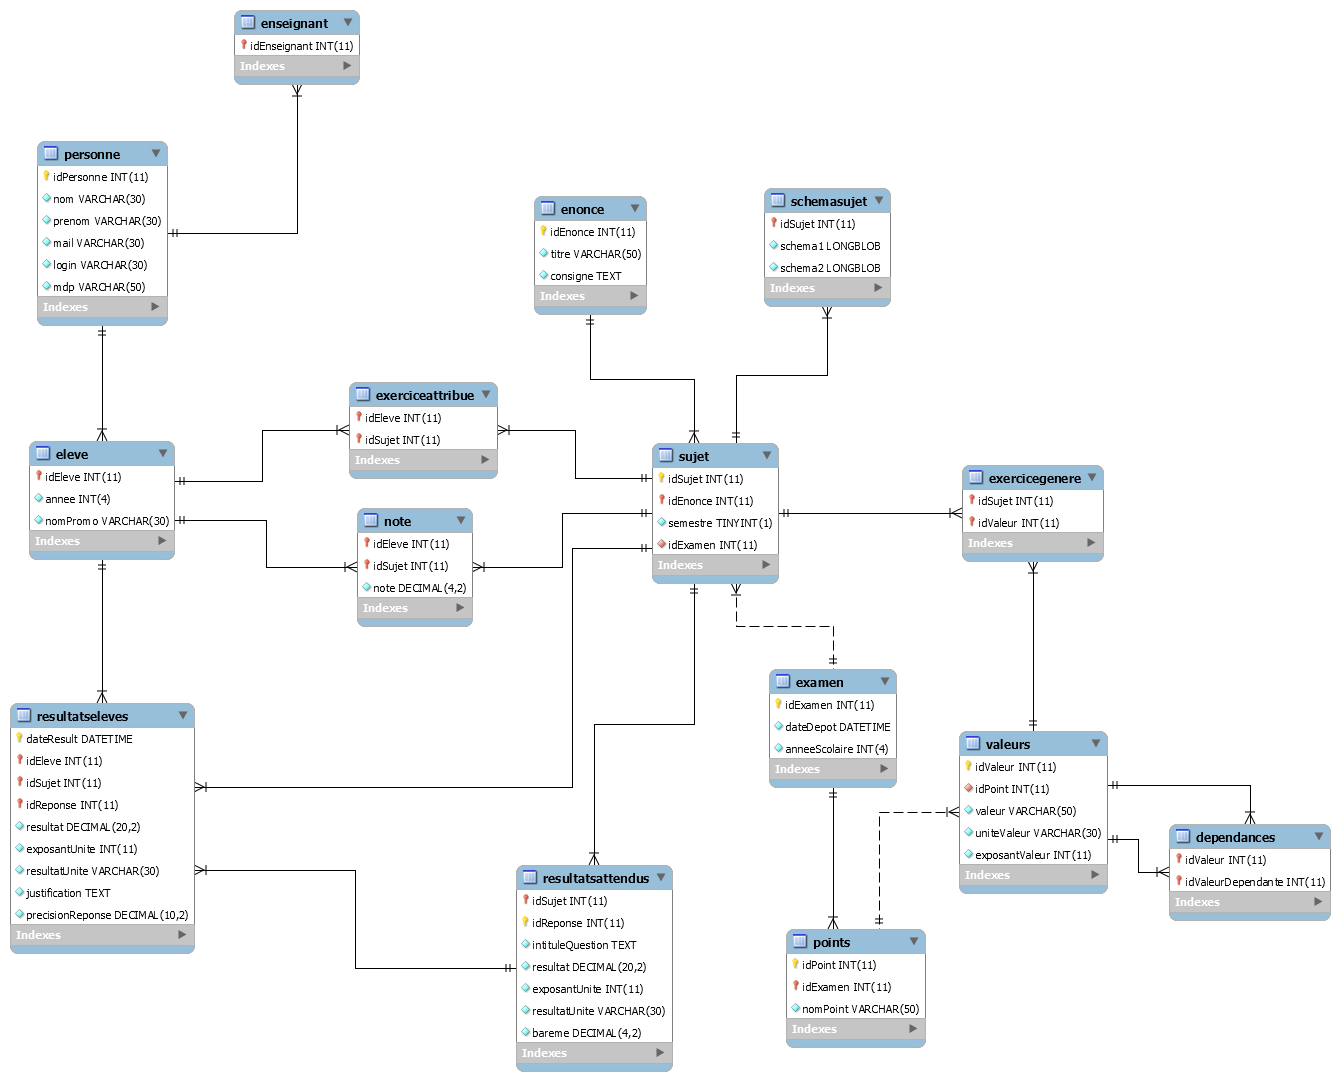 enseignant
idEnseignant INT(11)
Indexes
personne
idPersonne INT(11)
nom VARCHAR(30)
prenom VARCHAR(30)
mail VARCHAR(30)
login VARCHAR(30)
mdp VARCHAR(50)
Indexes
enonce
idEnonce INT(11)
titre VARCHAR(50)
consigne TEXT
Indexes
schemasujet
idSujet INT(11)
schema1 LONGBLOB
schema2 LONGBLOB
Indexes
exerciceattribue
idEleve INT(11)
idSujet INT(11)
Indexes
eleve
idEleve INT(11)
annee INT(4)
nomPromo VARCHAR(30)
Indexes
note
idEleve INT(11)
idSujet INT(11)
note DECIMAL(4,2)
Indexes
sujet
idSujet INT(11)
idEnonce INT(11)
semestre TINYINT(1)
idExamen INT(11)
Indexes
exercicegenere
idSujet INT(11)
idValeur INT(11)
Indexes
examen
idExamen INT(11)
dateDepot DATETIME
anneeScolaire INT(4)
Indexes
resultatseleves
dateResult DATETIME
idEleve INT(11)
idSujet INT(11)
idReponse INT(11)
resultat DECIMAL(20,2)
exposantUnite INT(11)
resultatUnite VARCHAR(30)
justification TEXT
precisionReponse DECIMAL(10,2)
Indexes
valeurs
idValeur INT(11)
idPoint INT(11)
valeur VARCHAR(50)
uniteValeur VARCHAR(30)
exposantValeur INT(11)
Indexes
dependances
idValeur INT(11)
idValeurDependante INT(11)
Indexes
resultatsattendus
idSujet INT(11)
idReponse INT(11)
intituleQuestion TEXT
resultat DECIMAL(20,2)
exposantUnite INT(11)
resultatUnite VARCHAR(30)
bareme DECIMAL(4,2)
Indexes
points
idPoint INT(11)
idExamen INT(11)
nomPoint VARCHAR(50)
Indexes